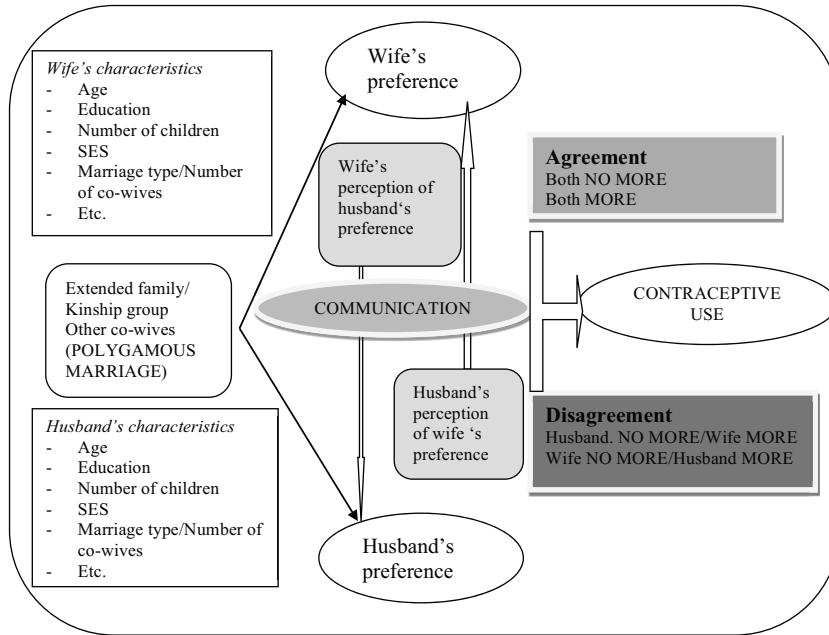 Wife's characteristics
- Age
- Education
- Number of children
- SES
- Marriage type/Number
of co-wives
- Etc.
Wife's
preference
Wife's
perception of
husband's
preference
Agreement
Both NO MORE
Both MORE
Extended family/
Kinship group
Other co-wives
(POLYGAMOUS
MARRIAGE)
COMMUNICATION
CONTRACEPTIVE
USE
Husband's
perception
of wife 's
preference
Disagreement
Husband. NO MORE/Wife MORE
Wife NO MORE/Husband MORE
Husband's characteristics
- Age
- Education
- Number of children
- SES
- Marriage type/Number of
co-wives
- Etc.
Husband's
preference